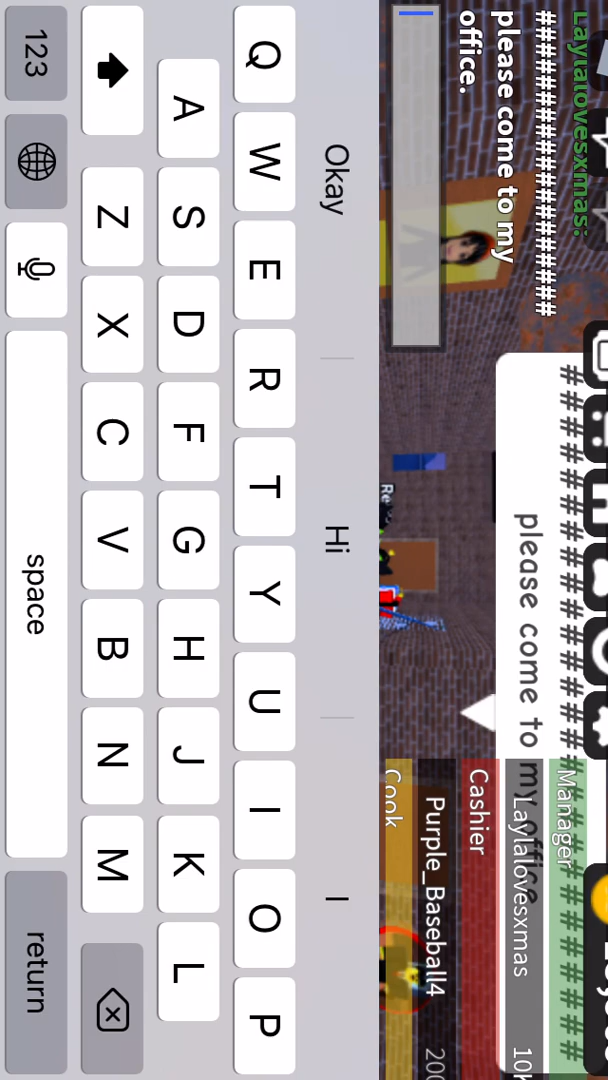 Laylalovesxmas:
######################
please come to my
office.
please come to my office
Manager
Laylalovesxmas
Cashier
Purple_Baseball4
Cook
Okay Hi I
Q W E R T Y U I O P
A S D F G H J K L
Z X C V B N M
123 space return